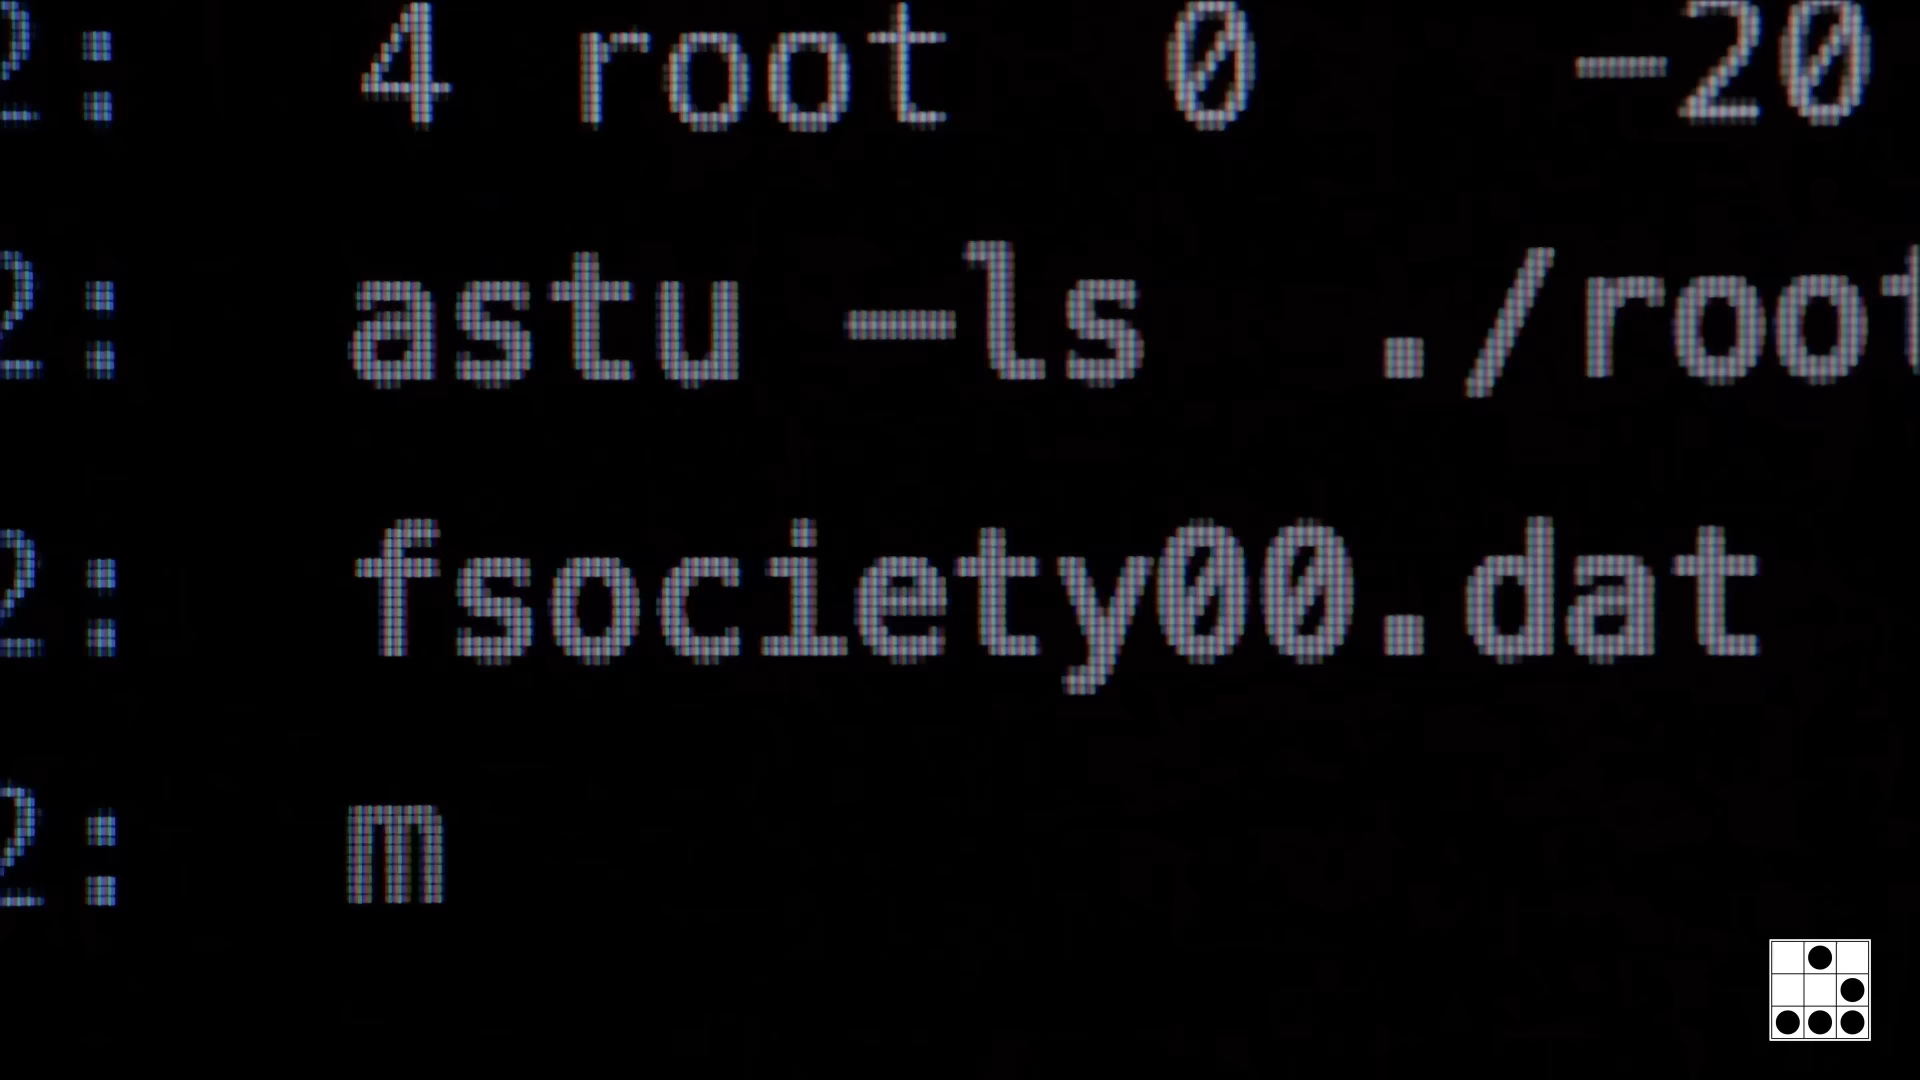 2: 4 root 0 -20
2: astu -ls ./root
2: fsociety00.dat
2: m